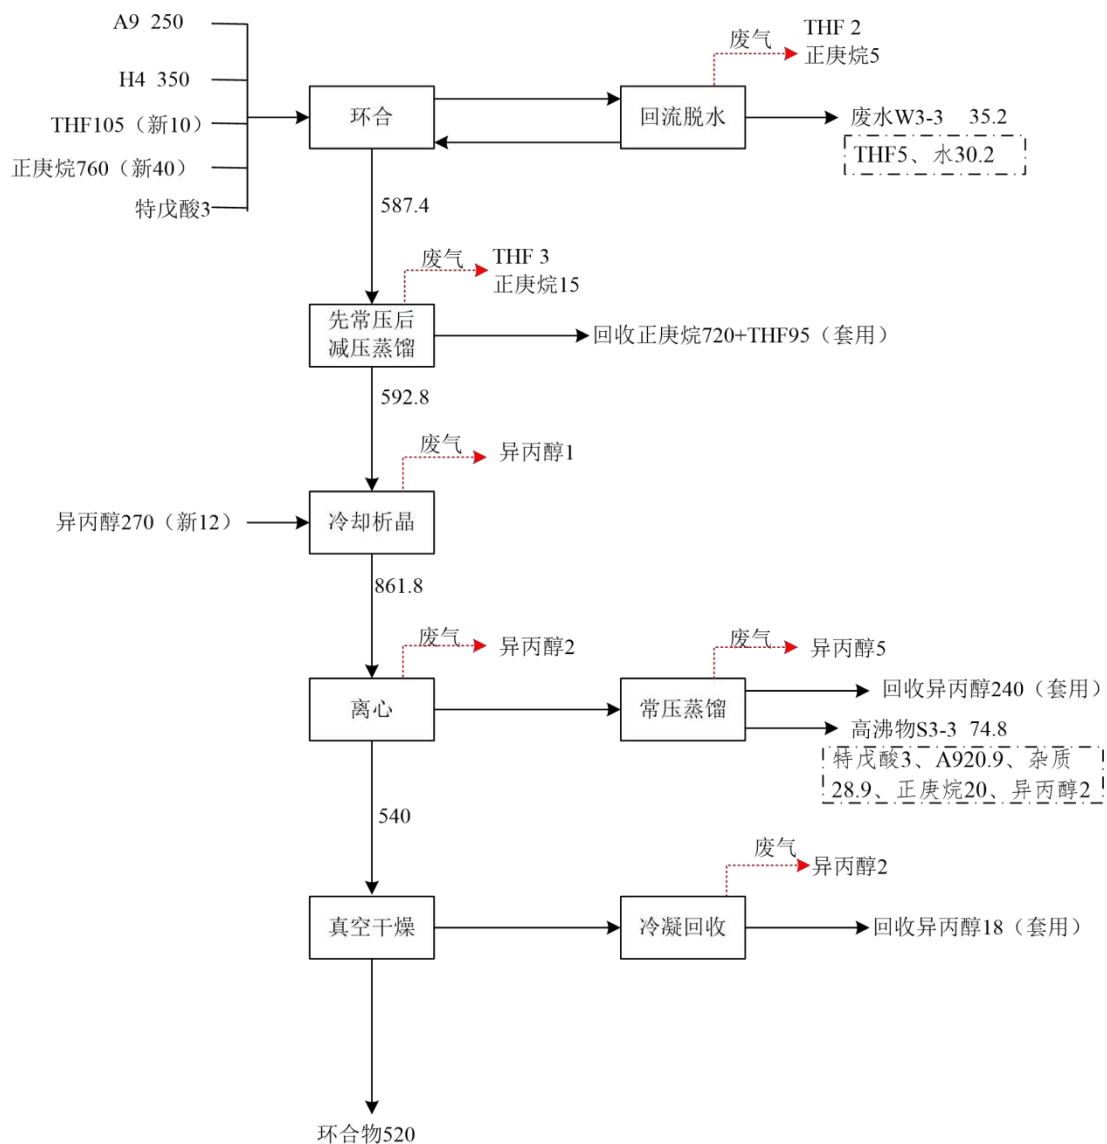 A9 250
H4 350
THF105（新10）
正庚烷760（新40）
特戊酸3
环合
回流脱水
废气
THF 2
正庚烷5
废水W3-3 35.2
THF5、水30.2
587.4
废气
THF 3
正庚烷15
先常压后
减压蒸馏
回收正庚烷720+THF95（套用）
592.8
废气
异丙醇1
异丙醇270（新12）
冷却析晶
861.8
废气
异丙醇2
废气
异丙醇5
离心
常压蒸馏
回收异丙醇240（套用）
高沸物S3-3 74.8
特戊酸3、A920.9、杂质
28.9、正庚烷20、异丙醇2
540
废气
异丙醇2
真空干燥
冷凝回收
回收异丙醇18（套用）
环合物520